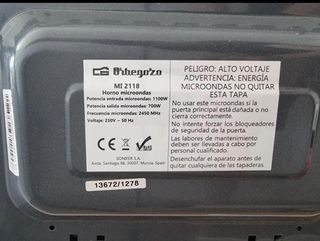 Orbegozo
MI 2118
Horno microondas
Potencia entrada microondas: 1100W
Potencia salida microondas: 700W
Frecuencia microondas: 2450 MHz
Voltaje: 230V ~ 50 Hz
SONIFER S.A.
Avda. Santiago 86, 30007, Murcia, Spain
13672/1278
PELIGRO: ALTO VOLTAJE
ADVERTENCIA: ENERGÍA
MICROONDAS NO QUITAR
ESTA TAPA
No usar este microondas si la
puerta principal está dañada o no
cierra correctamente.
No intente forzar los bloqueadores
de seguridad de la puerta.
Las labores de mantenimiento
deben ser llevadas a cabo por
personal cualificado.
Desenchufar el aparato antes de
quitar cualquiera de las tapaderas.